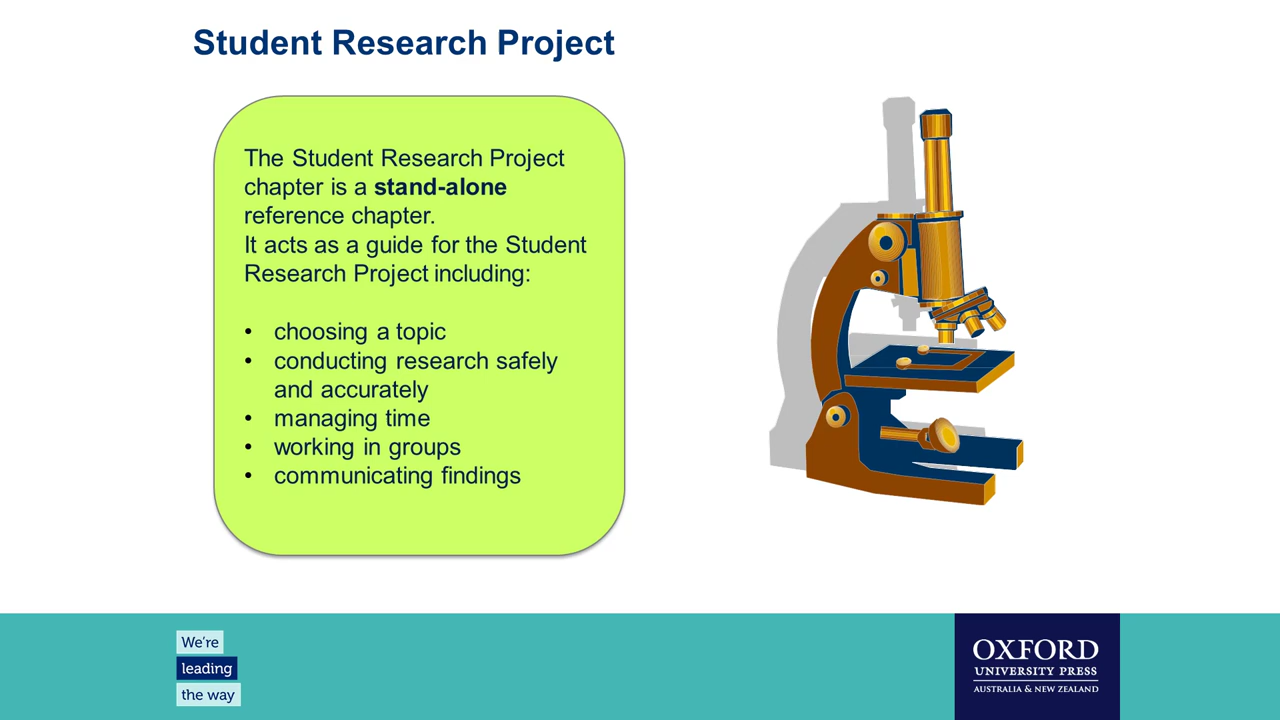 Student Research Project
The Student Research Project
chapter is a stand-alone
reference chapter.
It acts as a guide for the Student
Research Project including:
• choosing a topic
• conducting research safely
and accurately
• managing time
• working in groups
• communicating findings
We're
leading
the way
OXFORD
UNIVERSITY PRESS
AUSTRALIA & NEW ZEALAND